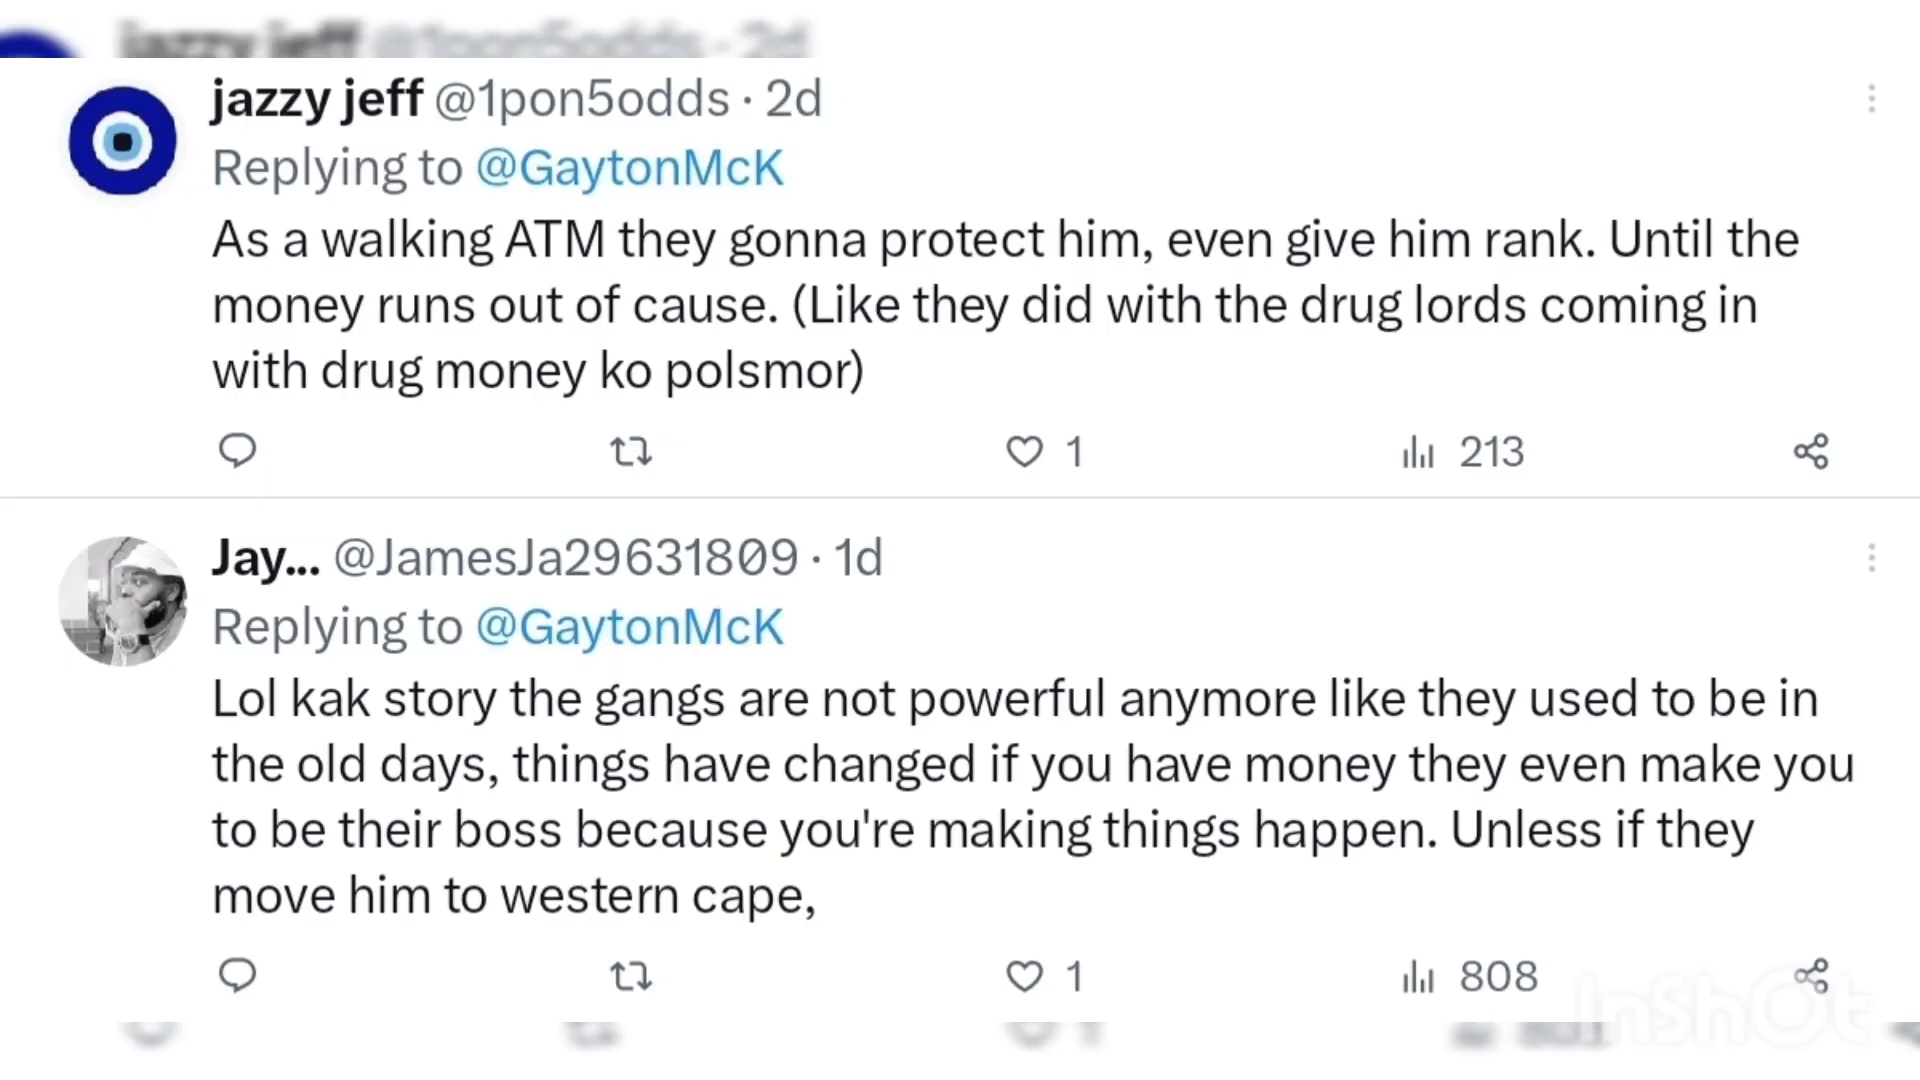 jazzy jeff @1pon5odds · 2d
jazzy jeff @1pon5odds · 2d
Replying to @GaytonMcK
As a walking ATM they gonna protect him, even give him rank. Until the
money runs out of cause. (Like they did with the drug lords coming in
with drug money ko polsmor)
1 213
Jay... @JamesJa29631809 · 1d
Replying to @GaytonMcK
Lol kak story the gangs are not powerful anymore like they used to be in
the old days, things have changed if you have money they even make you
to be their boss because you're making things happen. Unless if they
move him to western cape,
1 808
InShOt